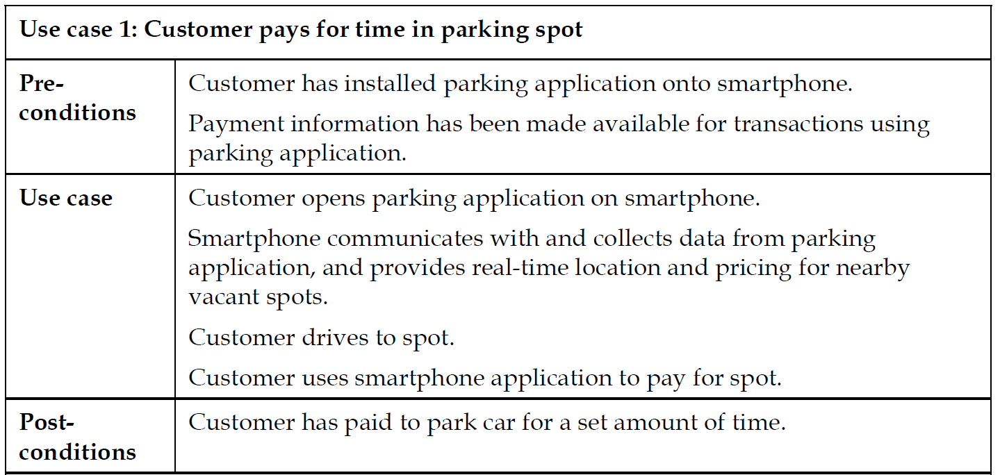 Use case 1: Customer pays for time in parking spot
Pre-
conditions
Customer has installed parking application onto smartphone.
Payment information has been made available for transactions using
parking application.
Use case
Customer opens parking application on smartphone.
Smartphone communicates with and collects data from parking
application, and provides real-time location and pricing for nearby
vacant spots.
Customer drives to spot.
Customer uses smartphone application to pay for spot.
Post-
conditions
Customer has paid to park car for a set amount of time.